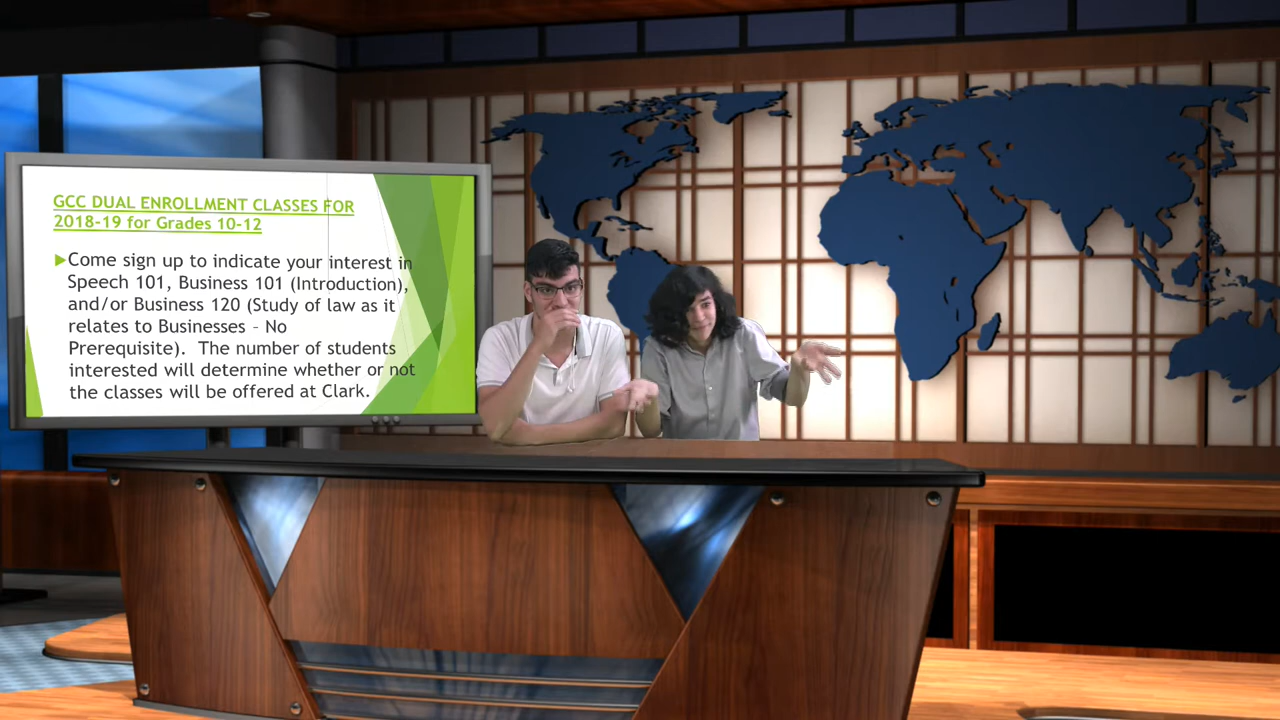 GCC DUAL ENROLLMENT CLASSES FOR
2018-19 for Grades 10-12
Come sign up to indicate your interest in
Speech 101, Business 101 (Introduction),
and/or Business 120 (Study of law as it
relates to Businesses – No
Prerequisite). The number of students
interested will determine whether or not
the classes will be offered at Clark.